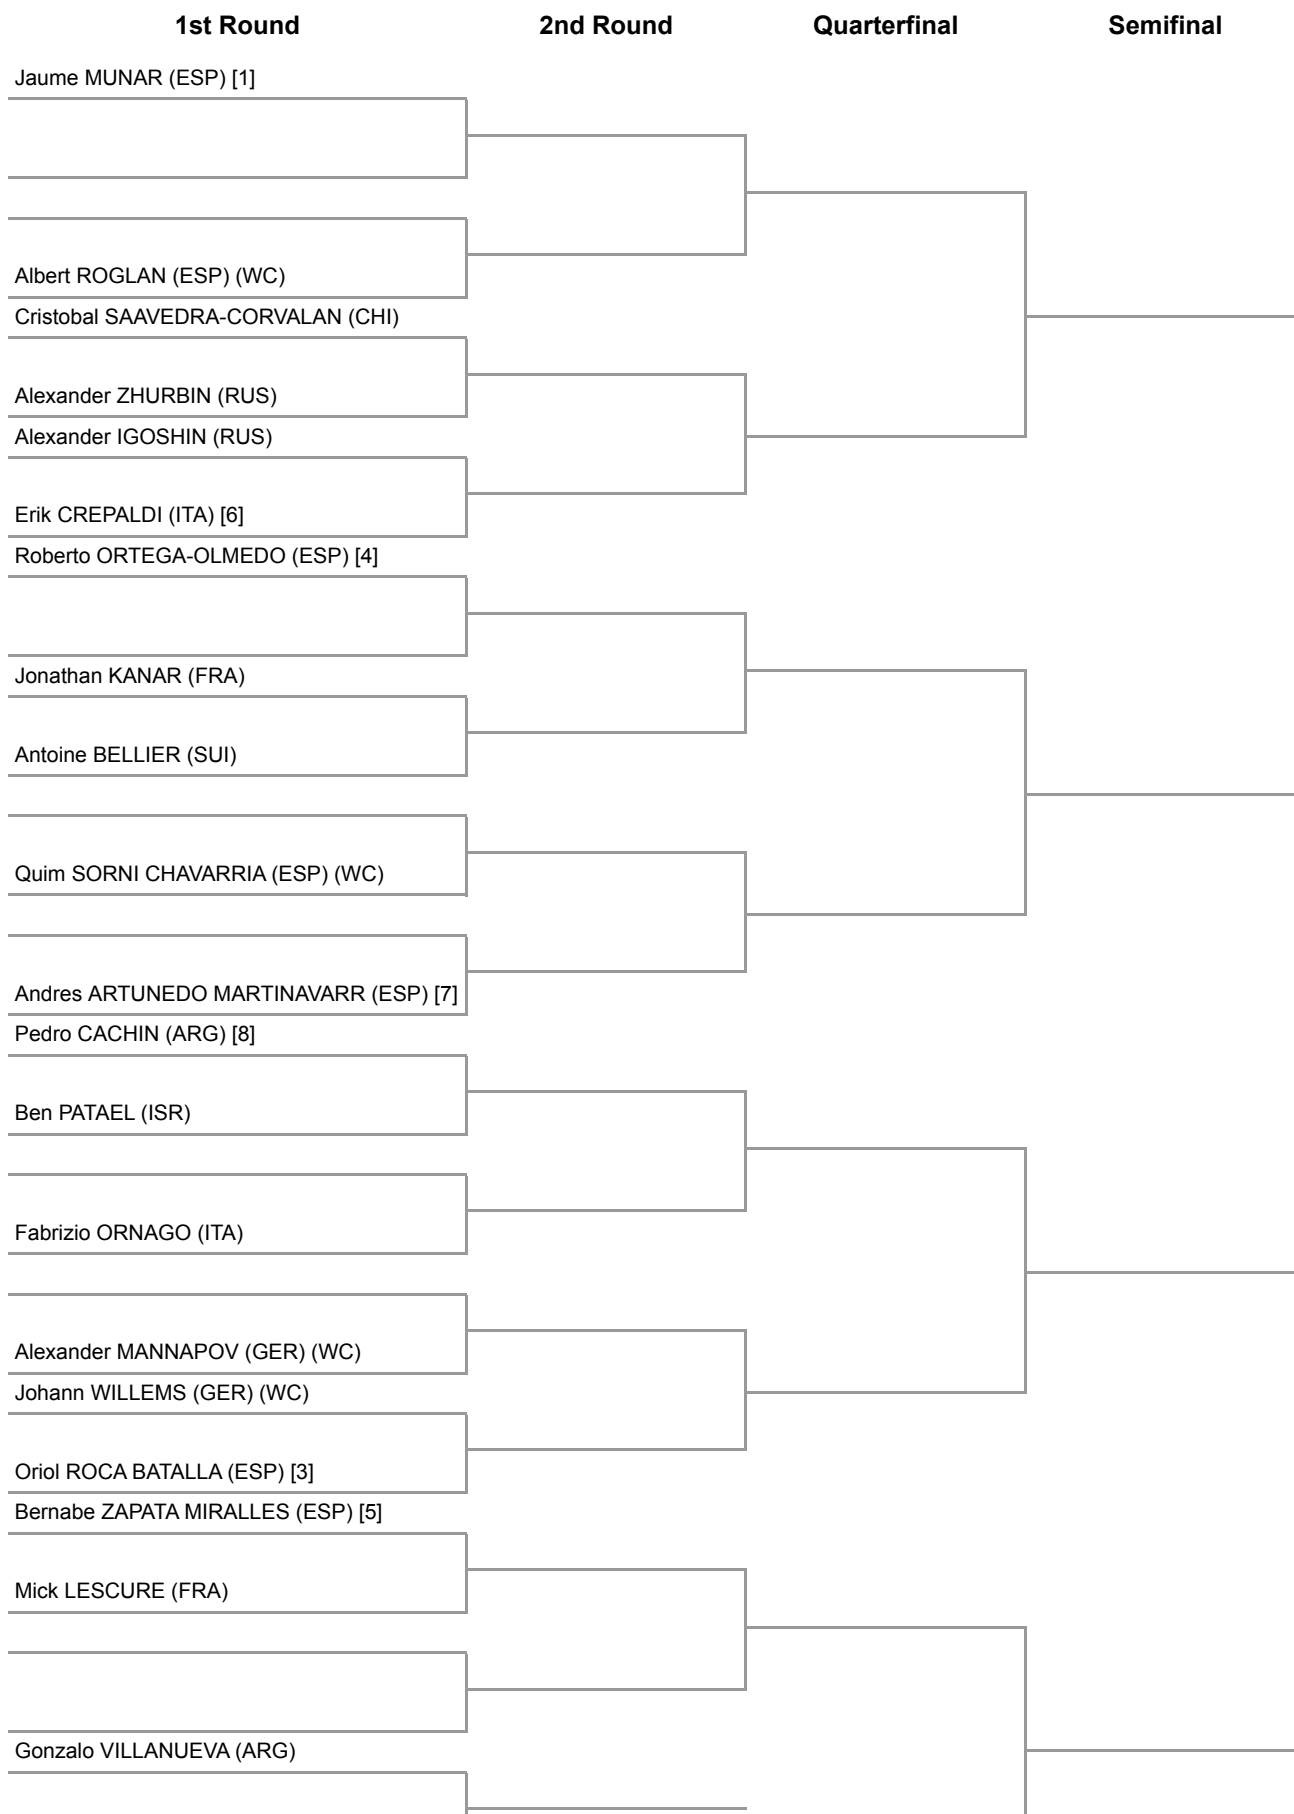 1st Round 2nd Round Quarterfinal Semifinal
Jaume MUNAR (ESP) [1]
Albert ROGLAN (ESP) (WC)
Cristobal SAAVEDRA-CORVALAN (CHI)
Alexander ZHURBIN (RUS)
Alexander IGOSHIN (RUS)
Erik CREPALDI (ITA) [6]
Roberto ORTEGA-OLMEDO (ESP) [4]
Jonathan KANAR (FRA)
Antoine BELLIER (SUI)
Quim SORNI CHAVARRIA (ESP) (WC)
Andres ARTUNEDO MARTINAVARR (ESP) [7]
Pedro CACHIN (ARG) [8]
Ben PATAEL (ISR)
Fabrizio ORNAGO (ITA)
Alexander MANNAPOV (GER) (WC)
Johann WILLEMS (GER) (WC)
Oriol ROCA BATALLA (ESP) [3]
Bernabe ZAPATA MIRALLES (ESP) [5]
Mick LESCURE (FRA)
Gonzalo VILLANUEVA (ARG)